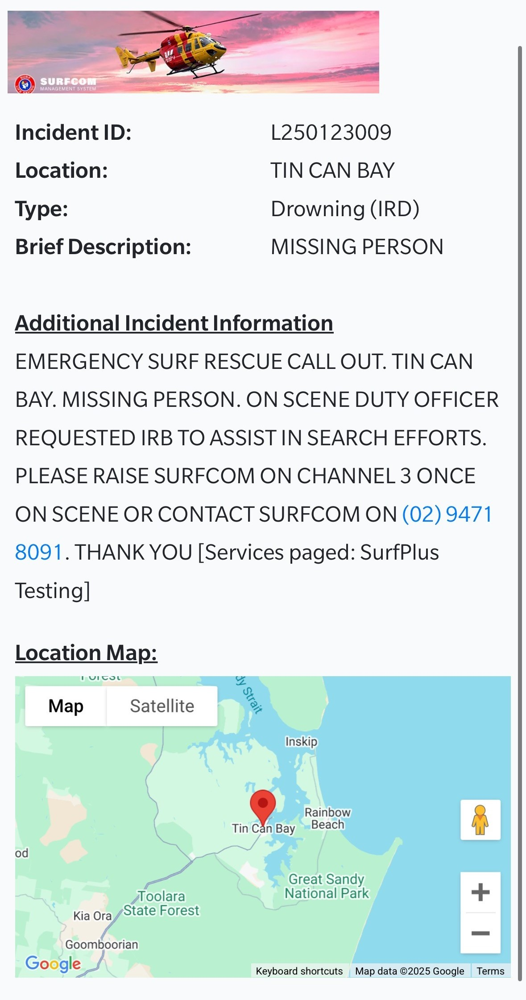 SURF
LIFE SAVING
SURFCOM
MANAGEMENT SYSTEM
Incident ID: L250123009
Location: TIN CAN BAY
Type: Drowning (IRD)
Brief Description: MISSING PERSON
Additional Incident Information
EMERGENCY SURF RESCUE CALL OUT. TIN CAN
BAY. MISSING PERSON. ON SCENE DUTY OFFICER
REQUESTED IRB TO ASSIST IN SEARCH EFFORTS.
PLEASE RAISE SURFCOM ON CHANNEL 3 ONCE
ON SCENE OR CONTACT SURFCOM ON (02) 9471
8091. THANK YOU [Services paged: SurfPlus
Testing]
Location Map:
Forest
dy Strait
Map Satellite
Inskip
Rainbow
Beach
Tin Can Bay
od
Great Sandy
National Park
Toolara
State Forest
Kia Ora
Goomboorian
Google
Keyboard shortcuts Map data ©2025 Google Terms